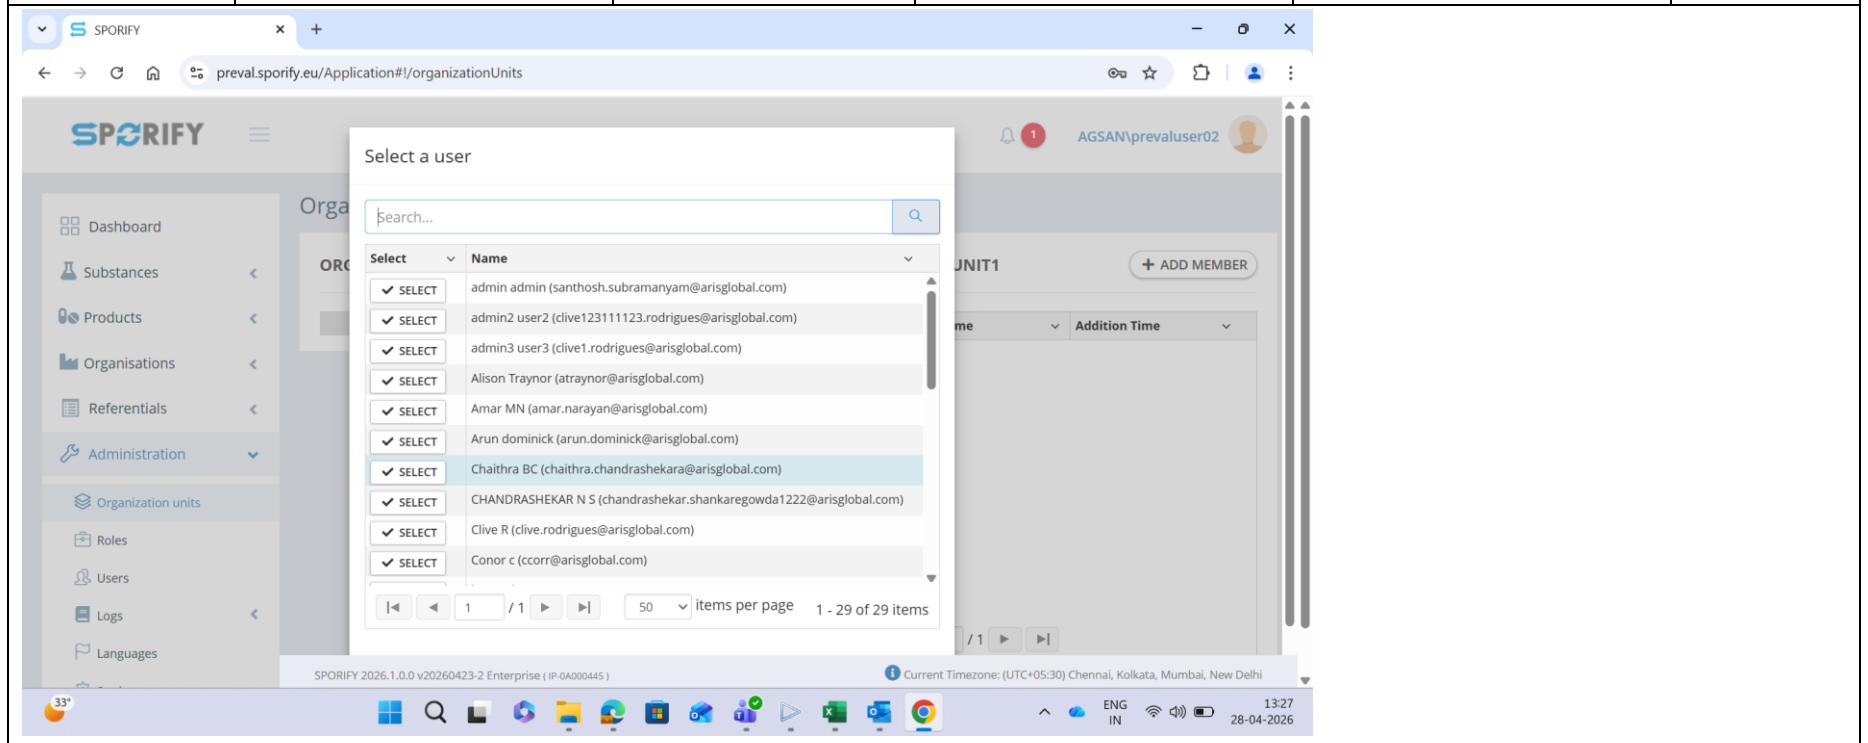 SPORIFY
preval.sporify.eu/Application#!/organizationUnits
SPORIFY
1
AGSAN\prevaluser02
Select a user
Search...
Select Name
SELECT admin admin (santhosh.subramanyam@arisglobal.com)
SELECT admin2 user2 (clive123111123.rodrigues@arisglobal.com)
SELECT admin3 user3 (clive1.rodrigues@arisglobal.com)
SELECT Alison Traynor (atraynor@arisglobal.com)
SELECT Amar MN (amar.narayan@arisglobal.com)
SELECT Arun dominick (arun.dominick@arisglobal.com)
SELECT Chaithra BC (chaithra.chandrashekara@arisglobal.com)
SELECT CHANDRASHEKAR N S (chandrashekar.shankaregowda1222@arisglobal.com)
SELECT Clive R (clive.rodrigues@arisglobal.com)
SELECT Conor c (ccorr@arisglobal.com)
1 / 1 50 items per page 1 - 29 of 29 items
Orga
ORG
UNIT1
+ ADD MEMBER
me Addition Time
/ 1
Dashboard
Substances
Products
Organisations
Referentials
Administration
Organization units
Roles
Users
Logs
Languages
SPORIFY 2026.1.0.0 v20260423-2 Enterprise ( IP-0A000445 )
Current Timezone: (UTC+05:30) Chennai, Kolkata, Mumbai, New Delhi
33°
ENG
IN
13:27
28-04-2026